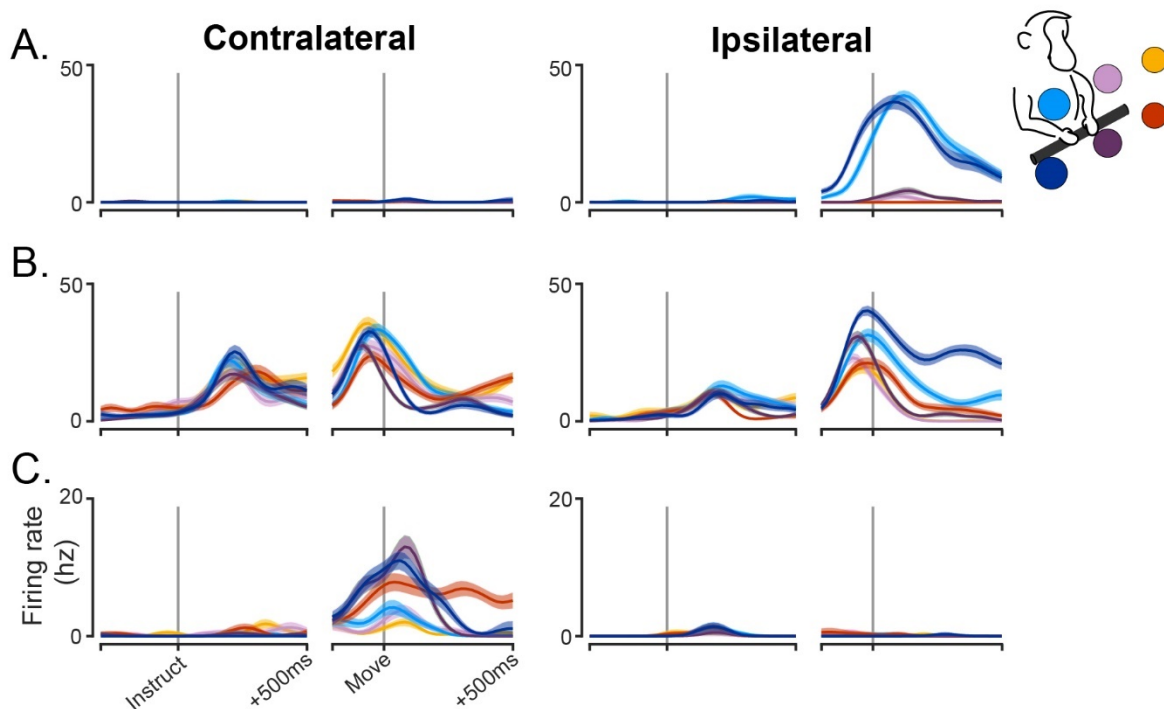 A.
Contralateral
Ipsilateral
50
0
B.
50
0
50
0
C.
20
0
Firing rate
(hz)
Instruct
+500ms
Move
+500ms
50
0
20
0